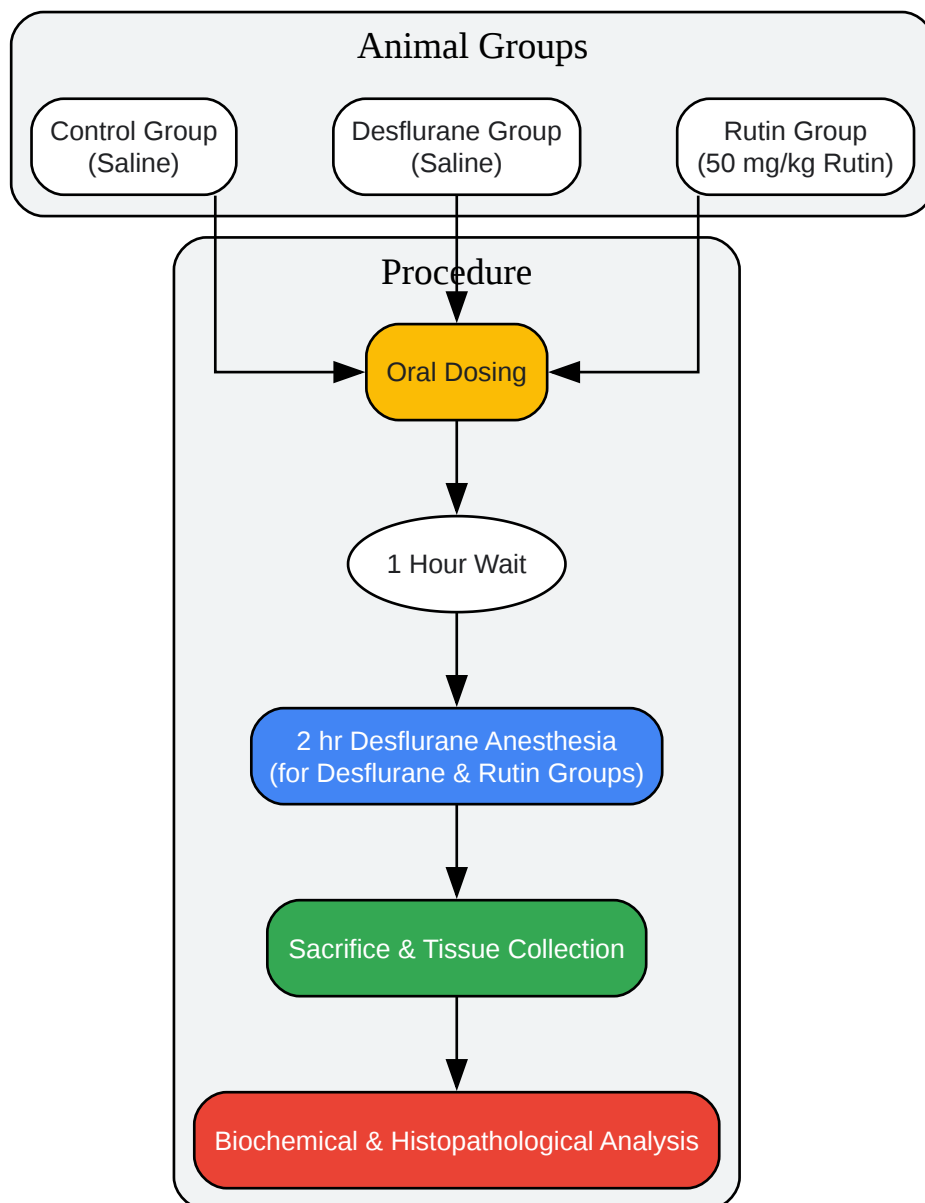 Animal Groups
Control Group
(Saline)
Desflurane Group
(Saline)
Rutin Group
(50 mg/kg Rutin)
Procedure
Oral Dosing
1 Hour Wait
2 hr Desflurane Anesthesia
(for Desflurane & Rutin Groups)
Sacrifice & Tissue Collection
Biochemical & Histopathological Analysis